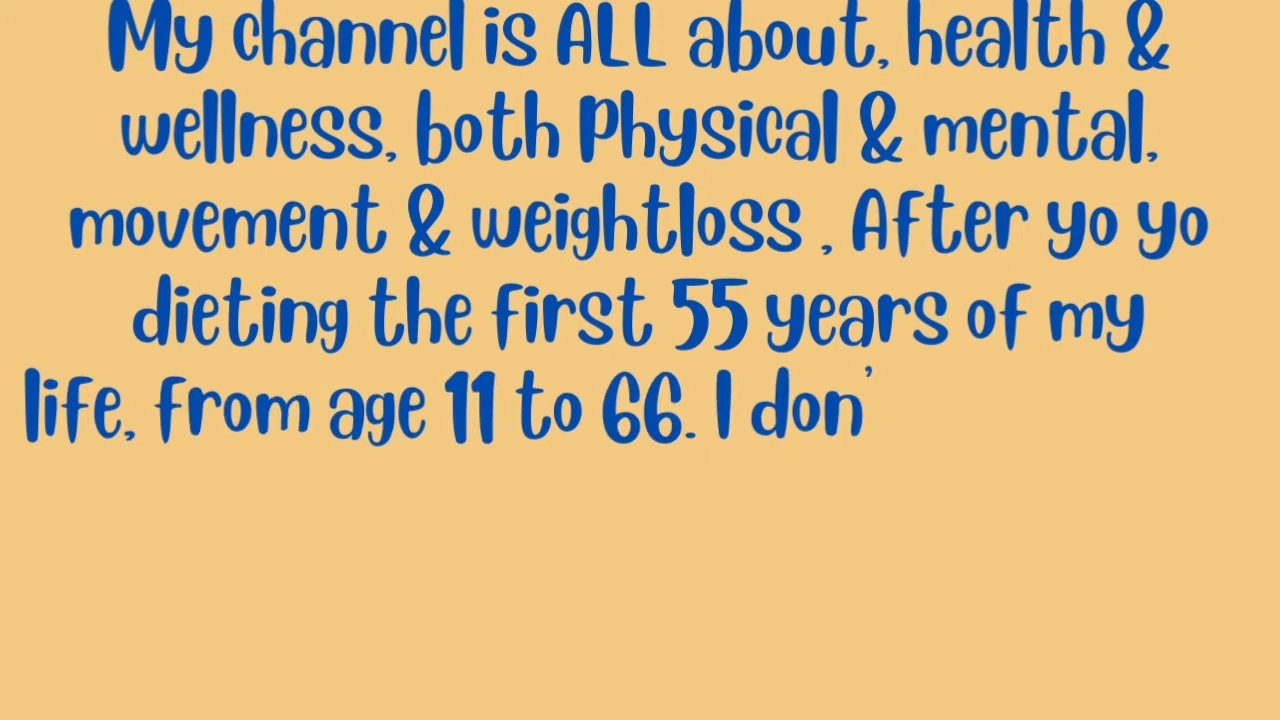 My channel is ALL about, health &
wellness, both Physical & mental,
movement & weightloss , After yo yo
dieting the first 55 years of my
life, from age 11 to 66. I don'